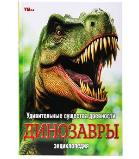 Удивительные существа древности
ДИНОЗАВРЫ
энциклопедия